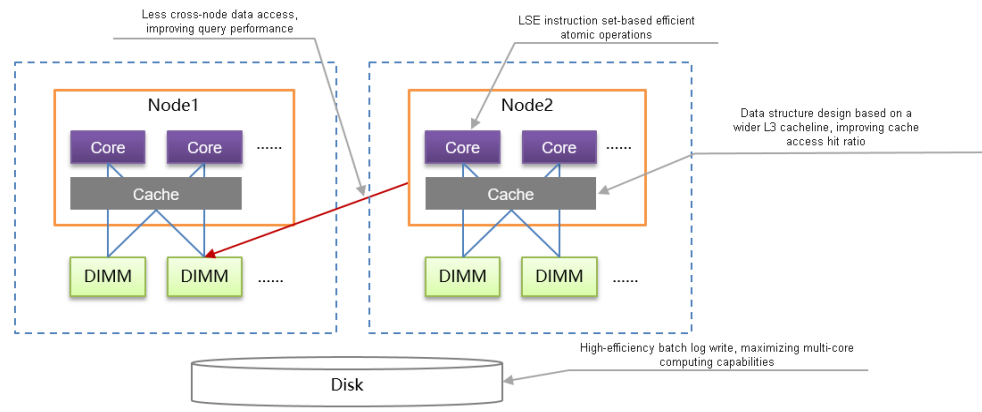 Less cross-node data access,
improving query performance
LSE instruction set-based efficient
atomic operations
Data structure design based on a
wider L3 cacheline, improving cache
access hit ratio
Node1
Core
Core
......
Cache
DIMM
DIMM
......
Node2
Core
Core
......
Cache
DIMM
DIMM
......
High-efficiency batch log write, maximizing multi-core
computing capabilities
Disk